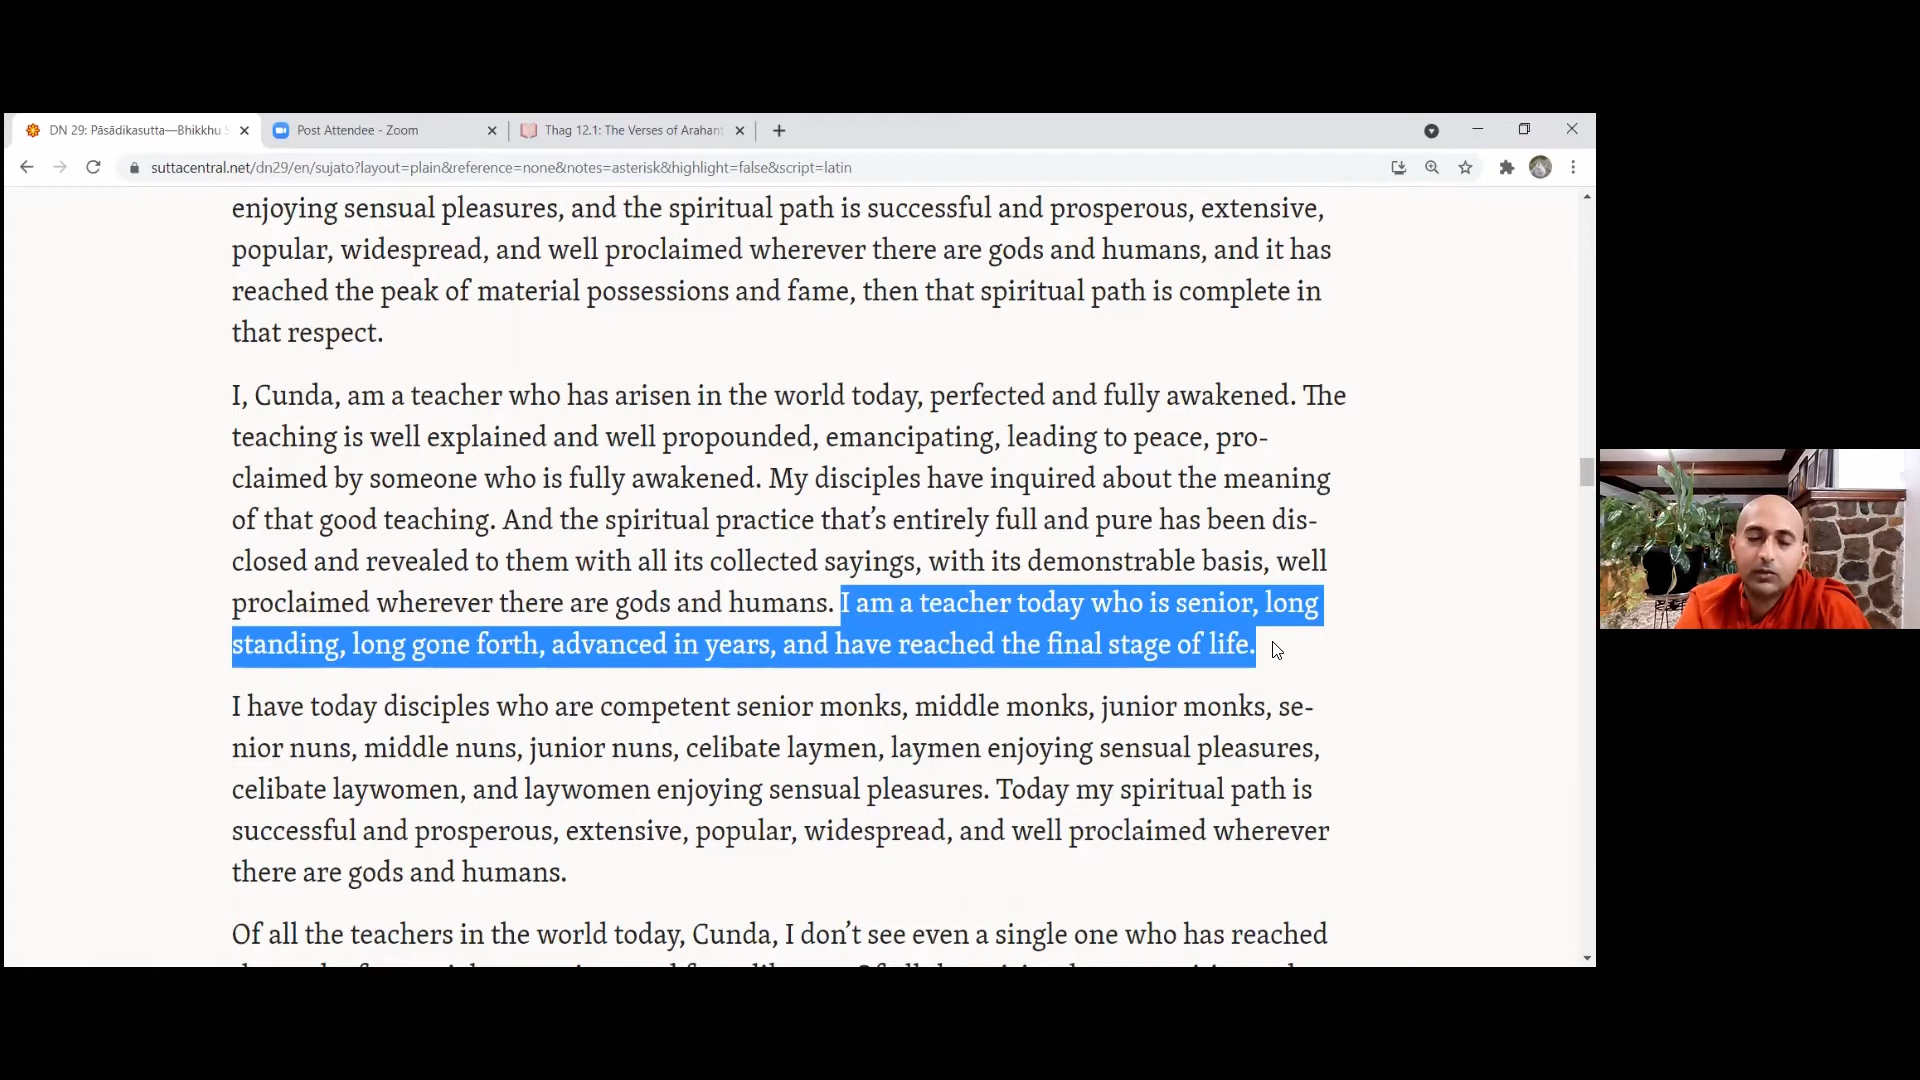 DN 29: Pāsādikasutta—Bhikkhu
Post Attendee - Zoom
Thag 12.1: The Verses of Arahant
suttacentral.net/dn29/en/sujato?layout=plain&reference=none&notes=asterisk&highlight=false&script=latin
enjoying sensual pleasures, and the spiritual path is successful and prosperous, extensive,
popular, widespread, and well proclaimed wherever there are gods and humans, and it has
reached the peak of material possessions and fame, then that spiritual path is complete in
that respect.
I, Cunda, am a teacher who has arisen in the world today, perfected and fully awakened. The
teaching is well explained and well propounded, emancipating, leading to peace, pro-
claimed by someone who is fully awakened. My disciples have inquired about the meaning
of that good teaching. And the spiritual practice that’s entirely full and pure has been dis-
closed and revealed to them with all its collected sayings, with its demonstrable basis, well
proclaimed wherever there are gods and humans. I am a teacher today who is senior, long
standing, long gone forth, advanced in years, and have reached the final stage of life.
I have today disciples who are competent senior monks, middle monks, junior monks, se-
nior nuns, middle nuns, junior nuns, celibate laymen, laymen enjoying sensual pleasures,
celibate laywomen, and laywomen enjoying sensual pleasures. Today my spiritual path is
successful and prosperous, extensive, popular, widespread, and well proclaimed wherever
there are gods and humans.
Of all the teachers in the world today, Cunda, I don’t see even a single one who has reached